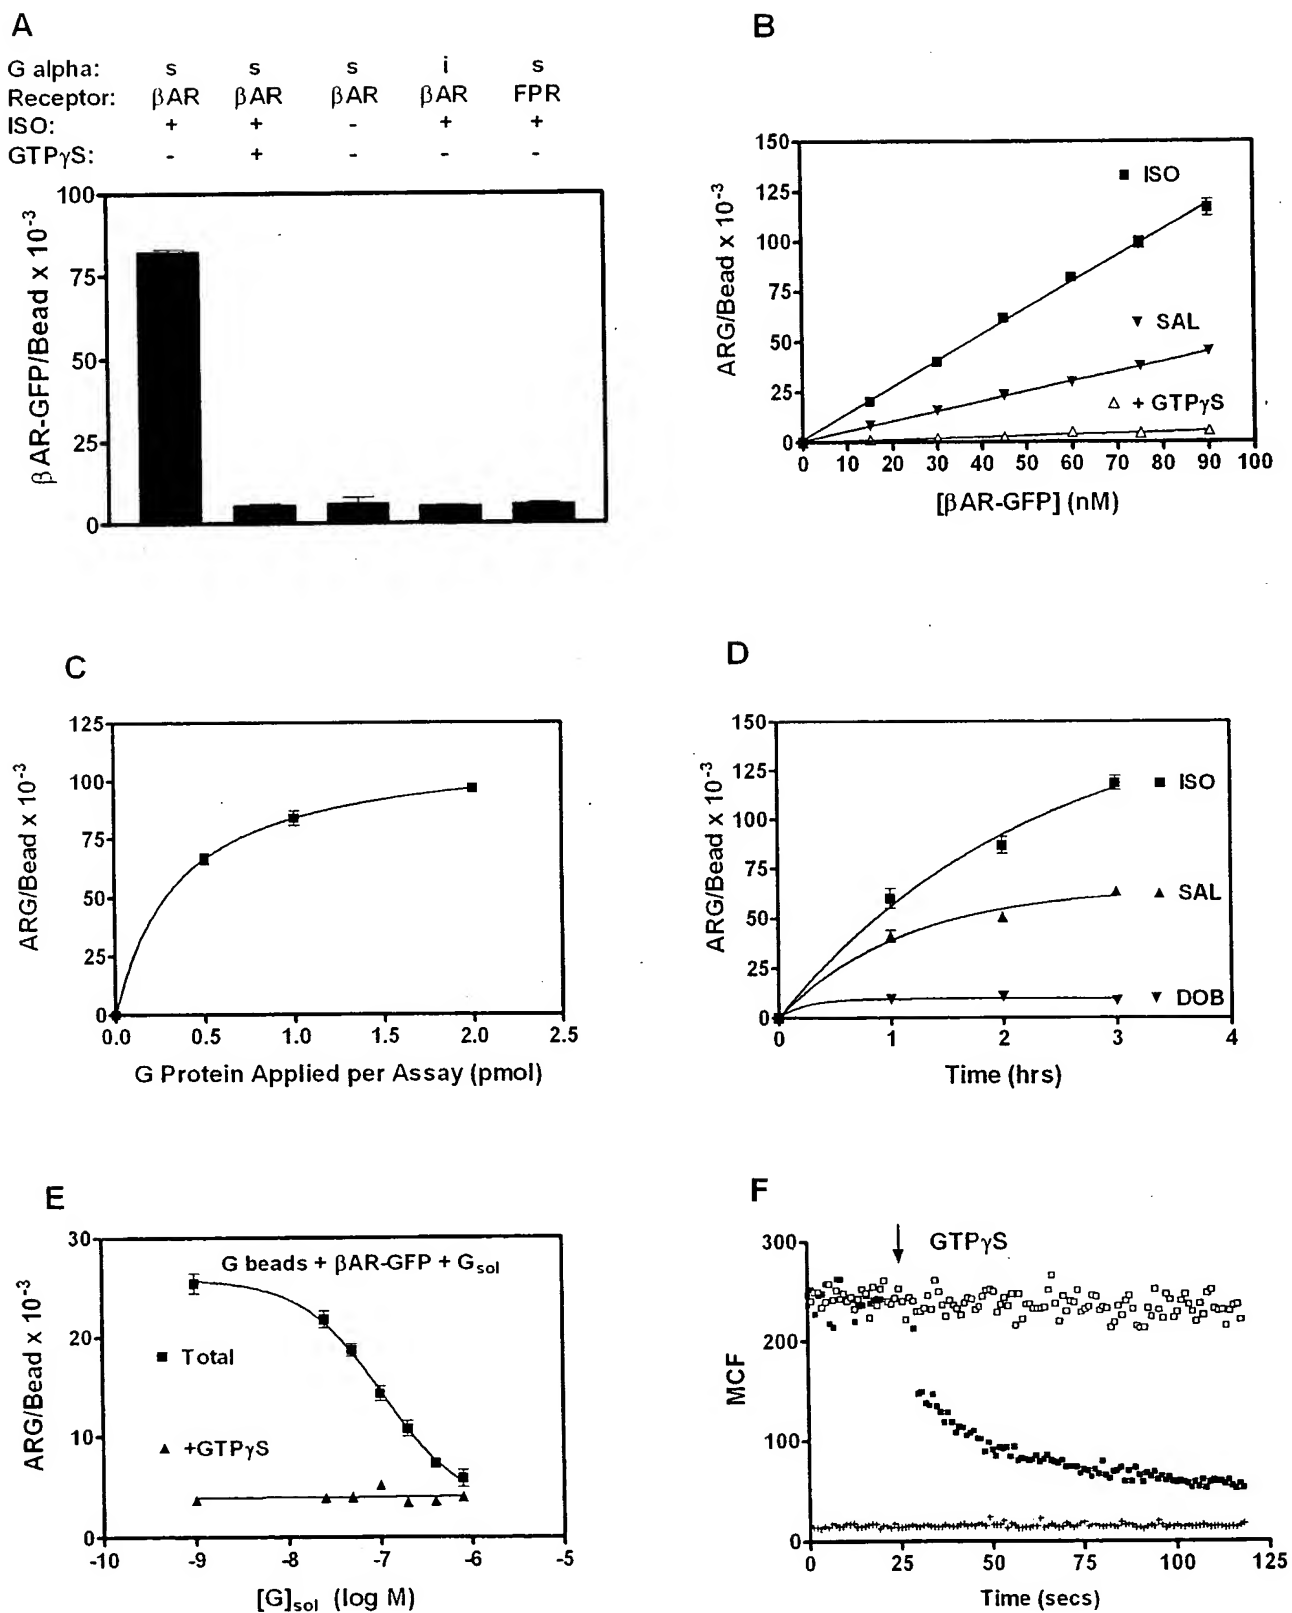 A
G alpha: s s s i s
Receptor: βAR βAR βAR βAR FPR
ISO: + + - + +
GTPγS: - + - - -
βAR-GFP/Bead x 10-3
100
75
50
25
0
B
ARG/Bead x 10-3
150
125
100
75
50
25
0
■ ISO
▼ SAL
△ + GTPγS
0 10 20 30 40 50 60 70 80 90 100
[βAR-GFP] (nM)
C
ARG/Bead x 10-3
125
100
75
50
25
0
0.0 0.5 1.0 1.5 2.0 2.5
G Protein Applied per Assay (pmol)
D
ARG/Bead x 10-3
150
125
100
75
50
25
0
■ ISO
▲ SAL
▼ DOB
0 1 2 3 4
Time (hrs)
E
ARG/Bead x 10-3
30
20
10
0
G beads + βAR-GFP + Gsol
■ Total
▲ +GTPγS
-10 -9 -8 -7 -6 -5
[G]sol (log M)
F
MCF
300
200
100
0
GTPγS
0 25 50 75 100 125
Time (secs)